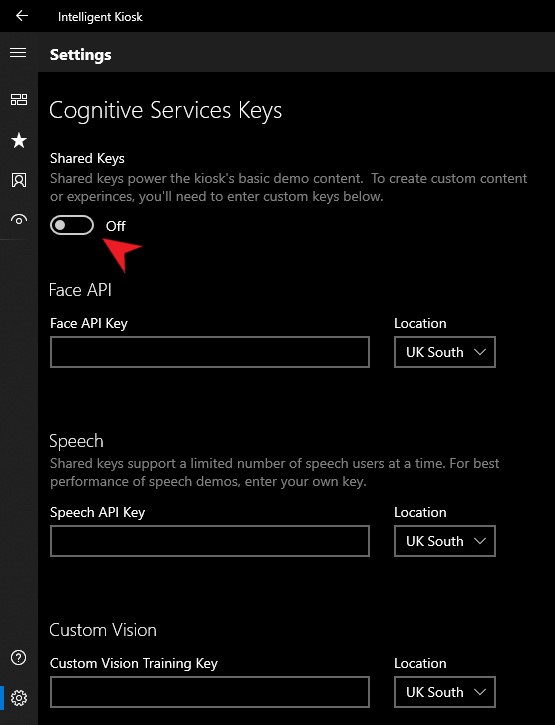 Intelligent Kiosk
Settings
Cognitive Services Keys
Shared Keys
Shared keys power the kiosk's basic demo content. To create custom content
or experinces, you'll need to enter custom keys below.
Off
Face API
Face API Key
Location
UK South
Speech
Shared keys support a limited number of speech users at a time. For best
performance of speech demos, enter your own key.
Speech API Key
Location
UK South
Custom Vision
Custom Vision Training Key
Location
UK South